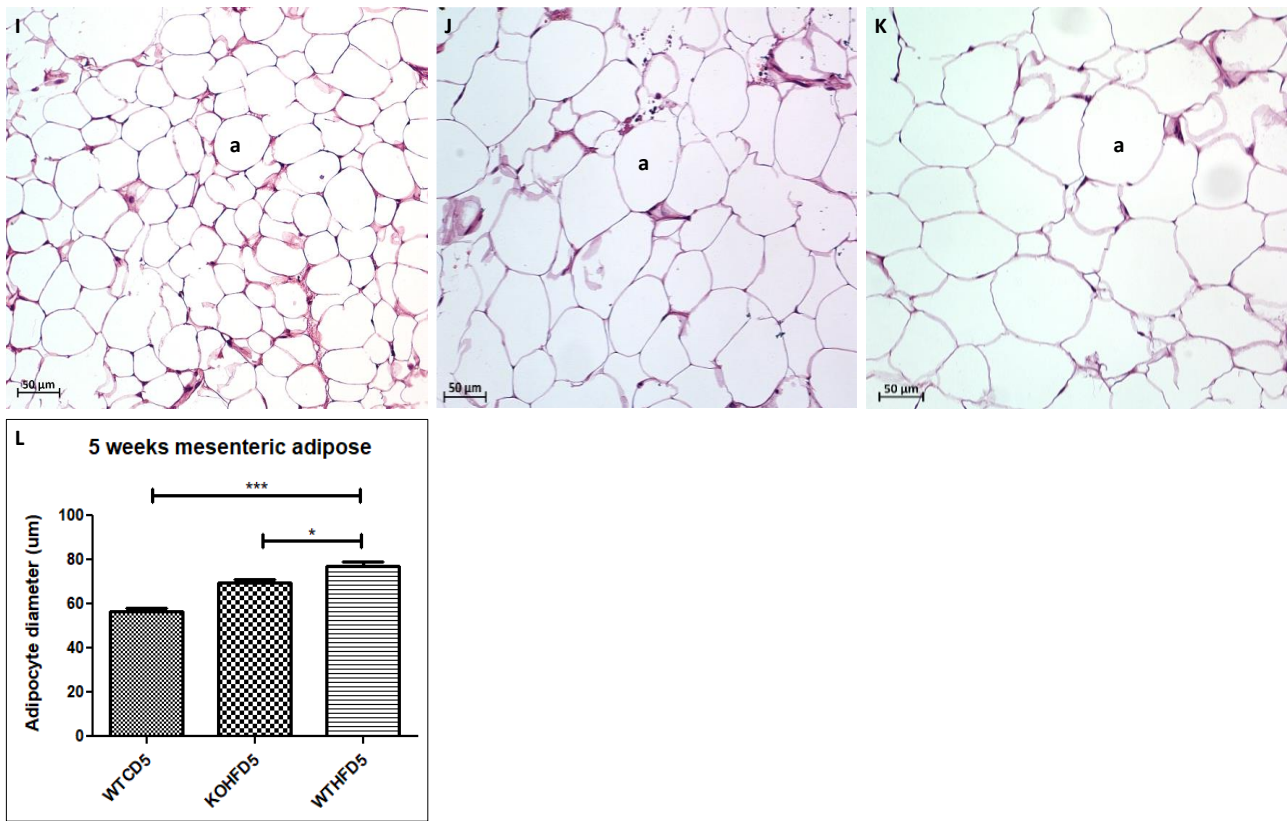 I
J
K
a
a
a
50 µm
50 µm
50 µm
L
5 weeks mesenteric adipose
***
*
Adipocyte diameter (um)
100
80
60
40
20
0
WTCD5
KOHFD5
WTHFD5